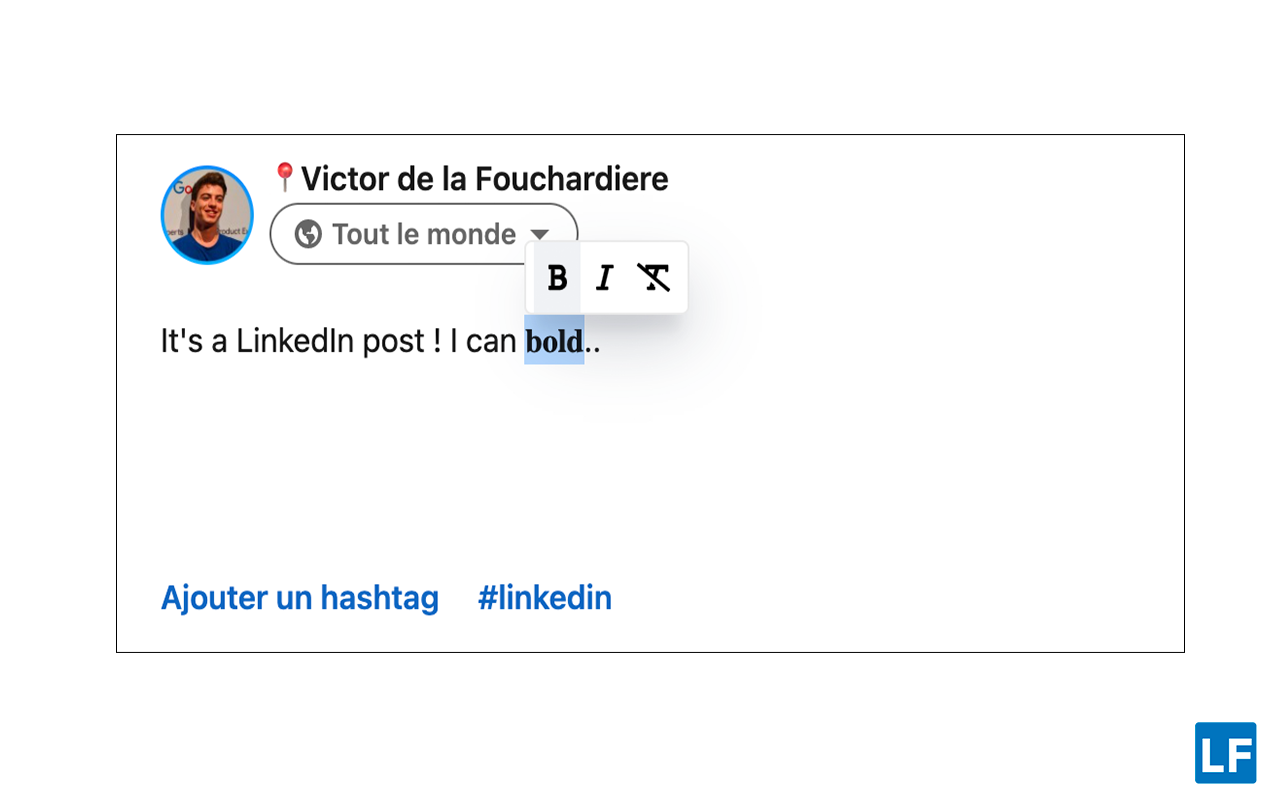 📍Victor de la Fouchardiere
Tout le monde
B I T
It's a LinkedIn post ! I can bold..
Ajouter un hashtag #linkedin
LF